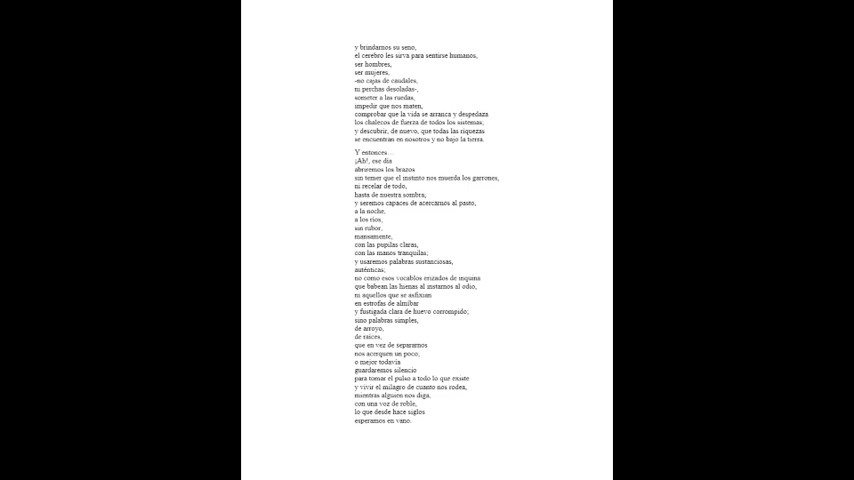 y brindarnos su seno,
el cerebro les sirva para sentirse humanos,
ser hombres,
ser mujeres,
-no cajas de caudales,
ni perchas desoladas-,
someter a las ruedas,
impedir que nos maten,
comprobar que la vida se arranca y despedaza
los chalecos de fuerza de todos los sistemas;
y descubrir, de nuevo, que todas las riquezas
se encuentran en nosotros y no bajo la tierra.
Y entonces…
¡Ah!, ese día
abriremos los brazos
sin temer que el instinto nos muerda los garrones,
ni recelar de todo,
hasta de nuestra sombra;
y seremos capaces de acercarnos al pasto,
a la noche,
a los ríos,
sin rubor,
mansamente,
con las pupilas claras,
con las manos tranquilas;
y usaremos palabras sustanciosas,
auténticas;
no como esos vocablos erizados de inquina
que babean las hienas al instarnos al odio,
ni aquellos que se asfixian
en estrofas de almíbar
y fustigada clara de huevo corrompido;
sino palabras simples,
de arroyo,
de raíces,
que en vez de separarnos
nos acerquen un poco;
o mejor todavía
guardaremos silencio
para tomar el pulso a todo lo que existe
y vivir el milagro de cuanto nos rodea,
mientras alguien nos diga,
con una voz de roble,
lo que desde hace siglos
esperamos en vano.